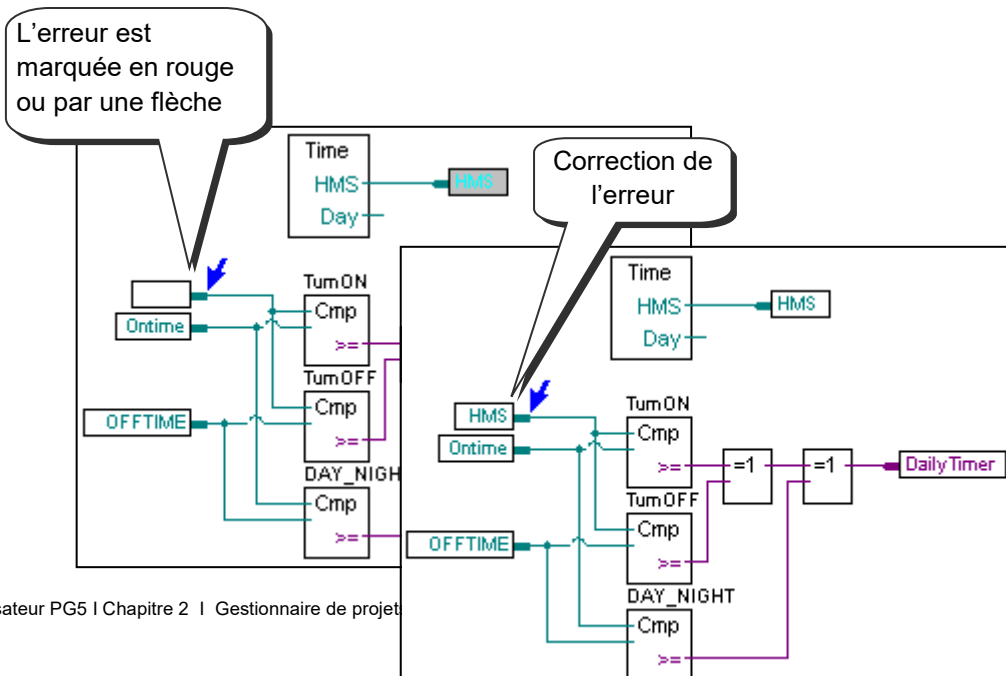 L’erreur est
marquée en rouge
ou par une flèche
Time
HMS
HMS
Day
Correction de
l’erreur
TurnON
Ontime
Cmp
>=
TurnOFF
Cmp
OFFTIME
>=
DAY_NIGH
Cmp
>=
Time
HMS
HMS
Day
TurnON
HMS
Cmp
Ontime
>=
=1
=1
DailyTimer
TurnOFF
Cmp
OFFTIME
>=
DAY_NIGHT
Cmp
>=
sateur PG5 I Chapitre 2 I Gestionnaire de projet